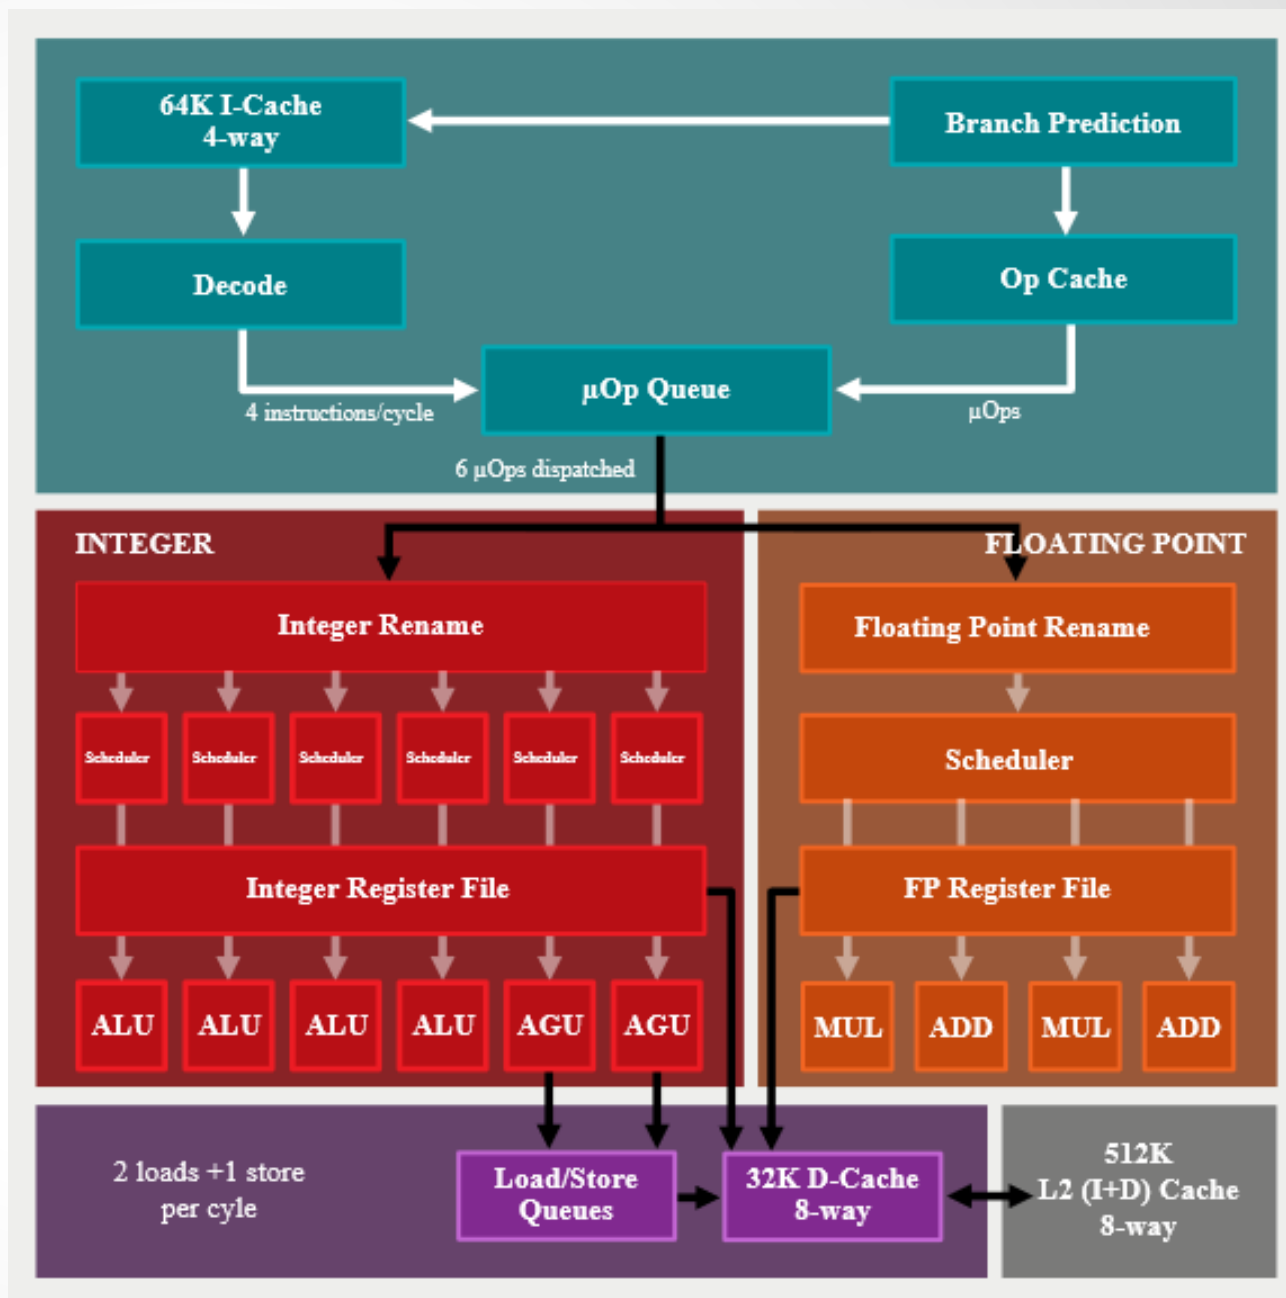 64K I-Cache
4-way
Branch Prediction
Decode
Op Cache
µOp Queue
4 instructions/cycle
µOps
6 µOps dispatched
INTEGER
FLOATING POINT
Integer Rename
Floating Point Rename
Scheduler
Scheduler
Scheduler
Scheduler
Scheduler
Scheduler
Scheduler
Integer Register File
FP Register File
ALU
ALU
ALU
ALU
AGU
AGU
MUL
ADD
MUL
ADD
2 loads +1 store
per cyle
Load/Store
Queues
32K D-Cache
8-way
512K
L2 (I+D) Cache
8-way